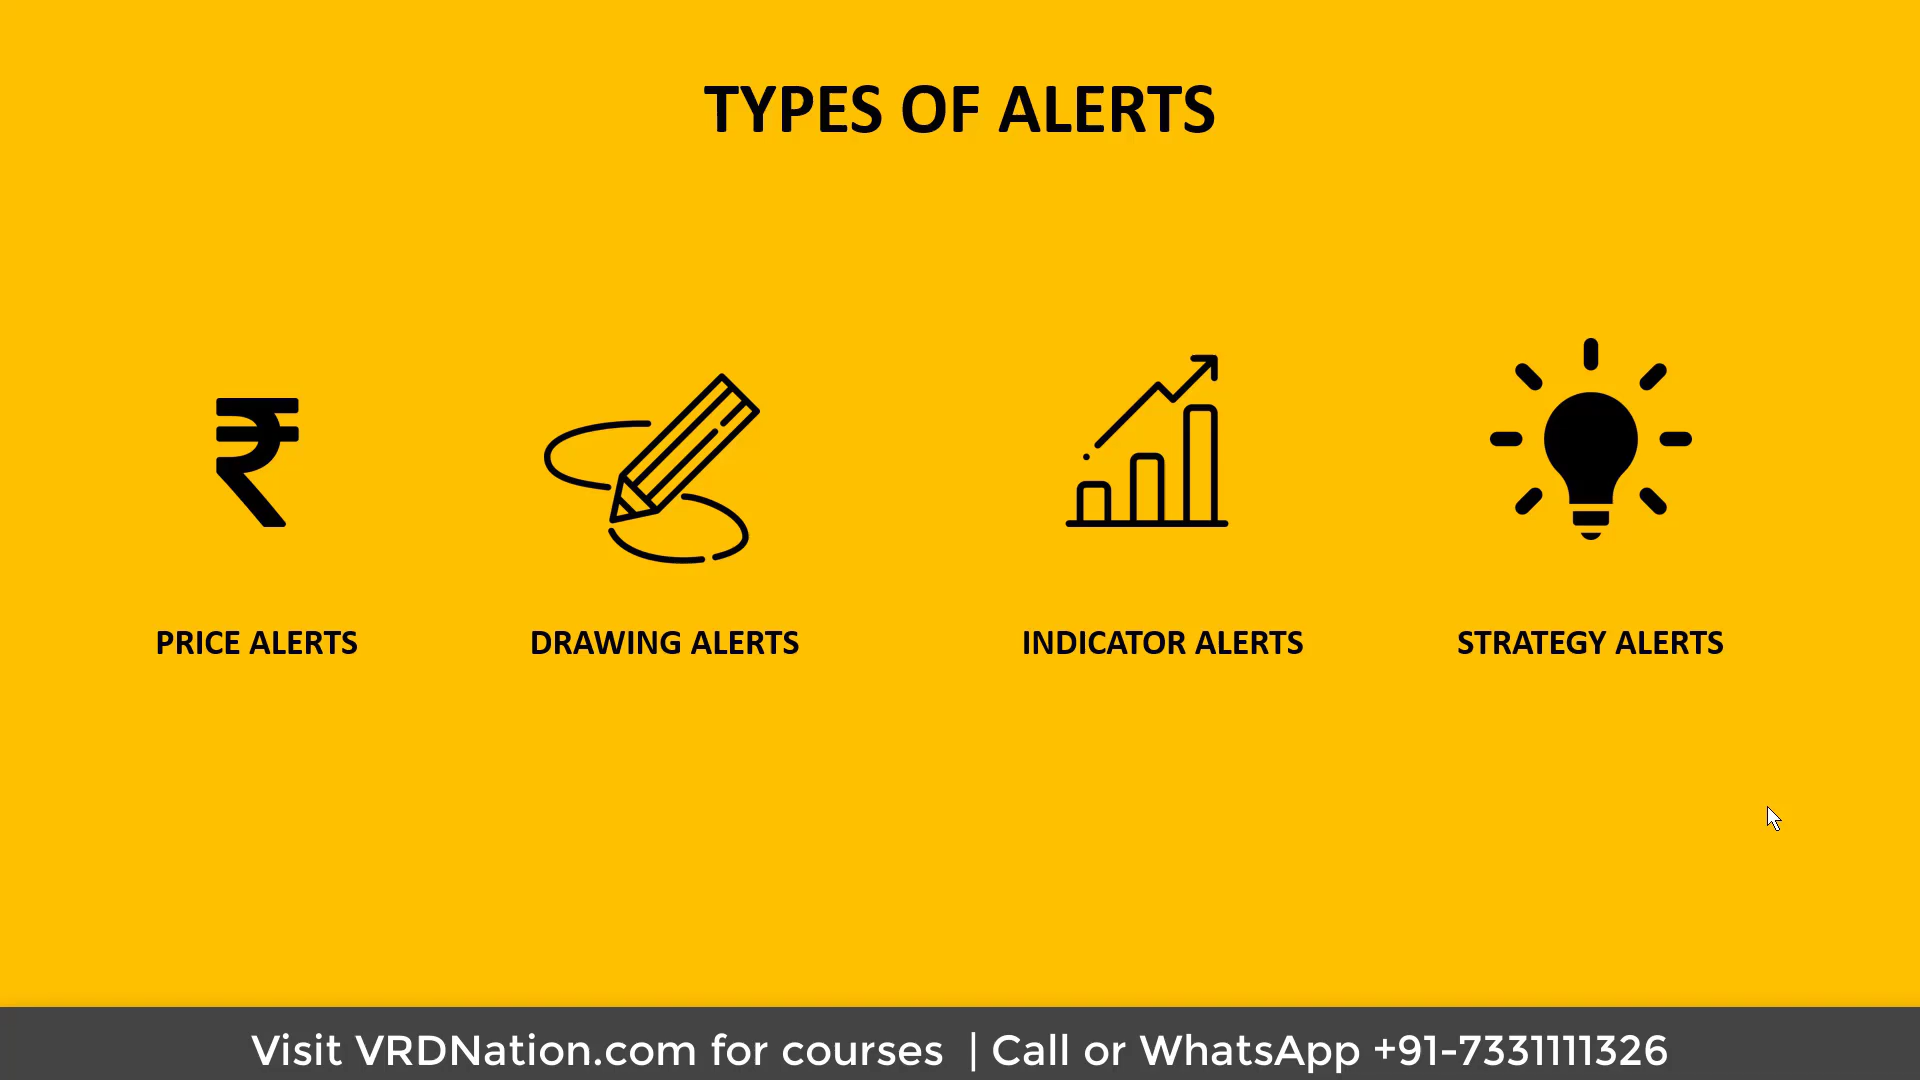 TYPES OF ALERTS
₹
PRICE ALERTS
DRAWING ALERTS
INDICATOR ALERTS
STRATEGY ALERTS
Visit VRDNation.com for courses | Call or WhatsApp +91-7331111326